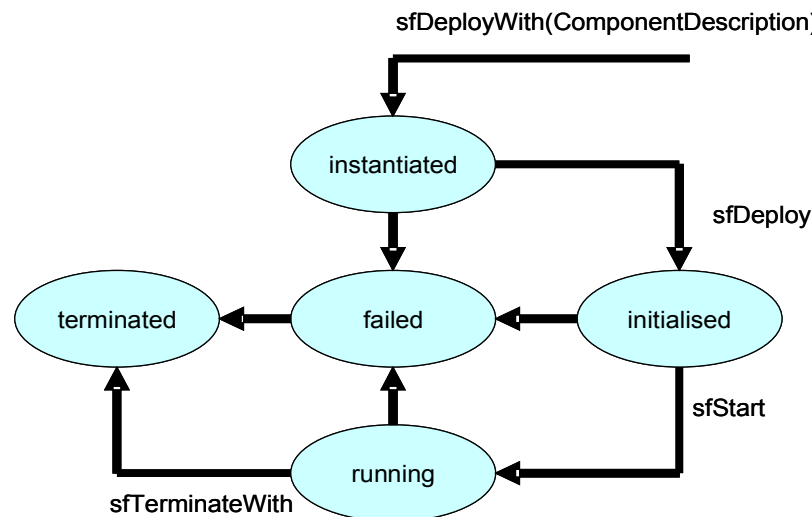 sfDeployWith(ComponentDescription)
instantiated
sfDeploy
terminated
failed
initialised
sfStart
running
sfTerminateWith